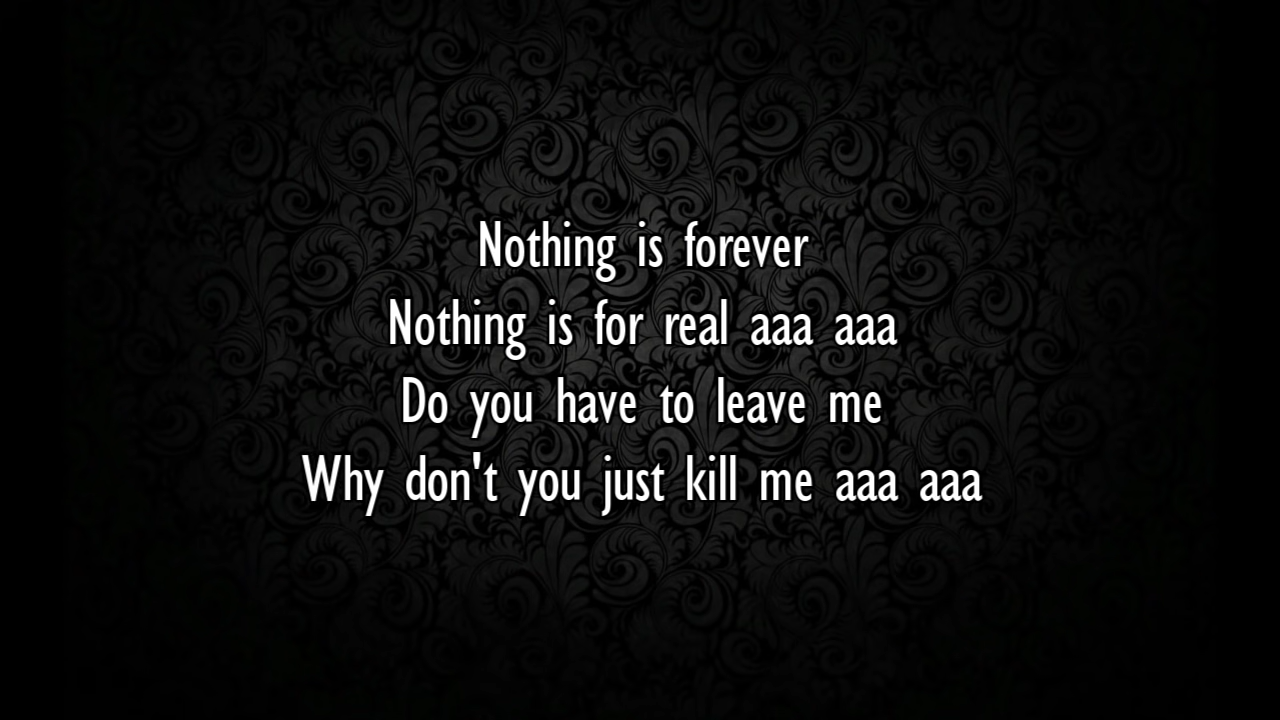 Nothing is forever
Nothing is for real aaa aaa
Do you have to leave me
Why don't you just kill me aaa aaa